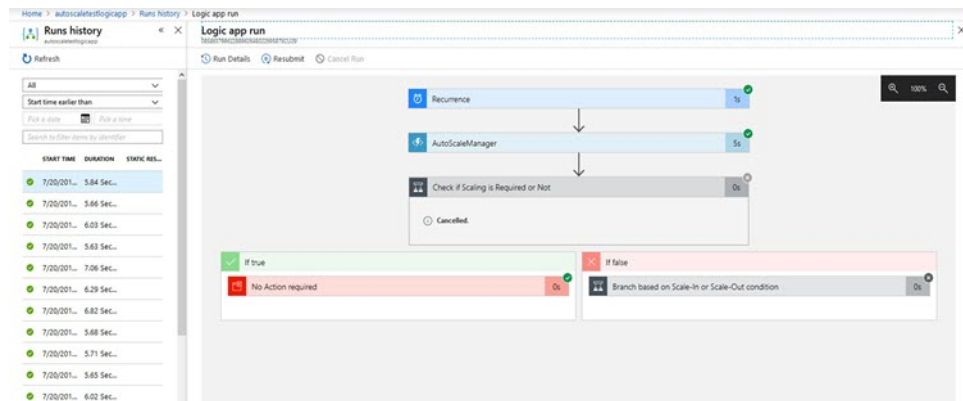 Home > autoscaletestlogicapp > Runs history > Logic app run
Runs history
autoscaletestlogicapp
Refresh
All
Start time earlier than
Pick a date
Pick a time
Search to filter items by identifier
START TIME DURATION STATIC RES...
7/20/201... 5.84 Sec...
7/20/201... 5.66 Sec...
7/20/201... 6.03 Sec...
7/20/201... 5.63 Sec...
7/20/201... 7.06 Sec...
7/20/201... 6.29 Sec...
7/20/201... 6.82 Sec...
7/20/201... 5.68 Sec...
7/20/201... 5.71 Sec...
7/20/201... 5.65 Sec...
7/20/201... 6.02 Sec...
Logic app run
Run Details Resubmit Cancel Run
100%
Recurrence 1s
AutoScaleManager 5s
Check if Scaling is Required or Not 0s
Cancelled.
If true
No Action required 0s
If false
Branch based on Scale-In or Scale-Out condition 0s